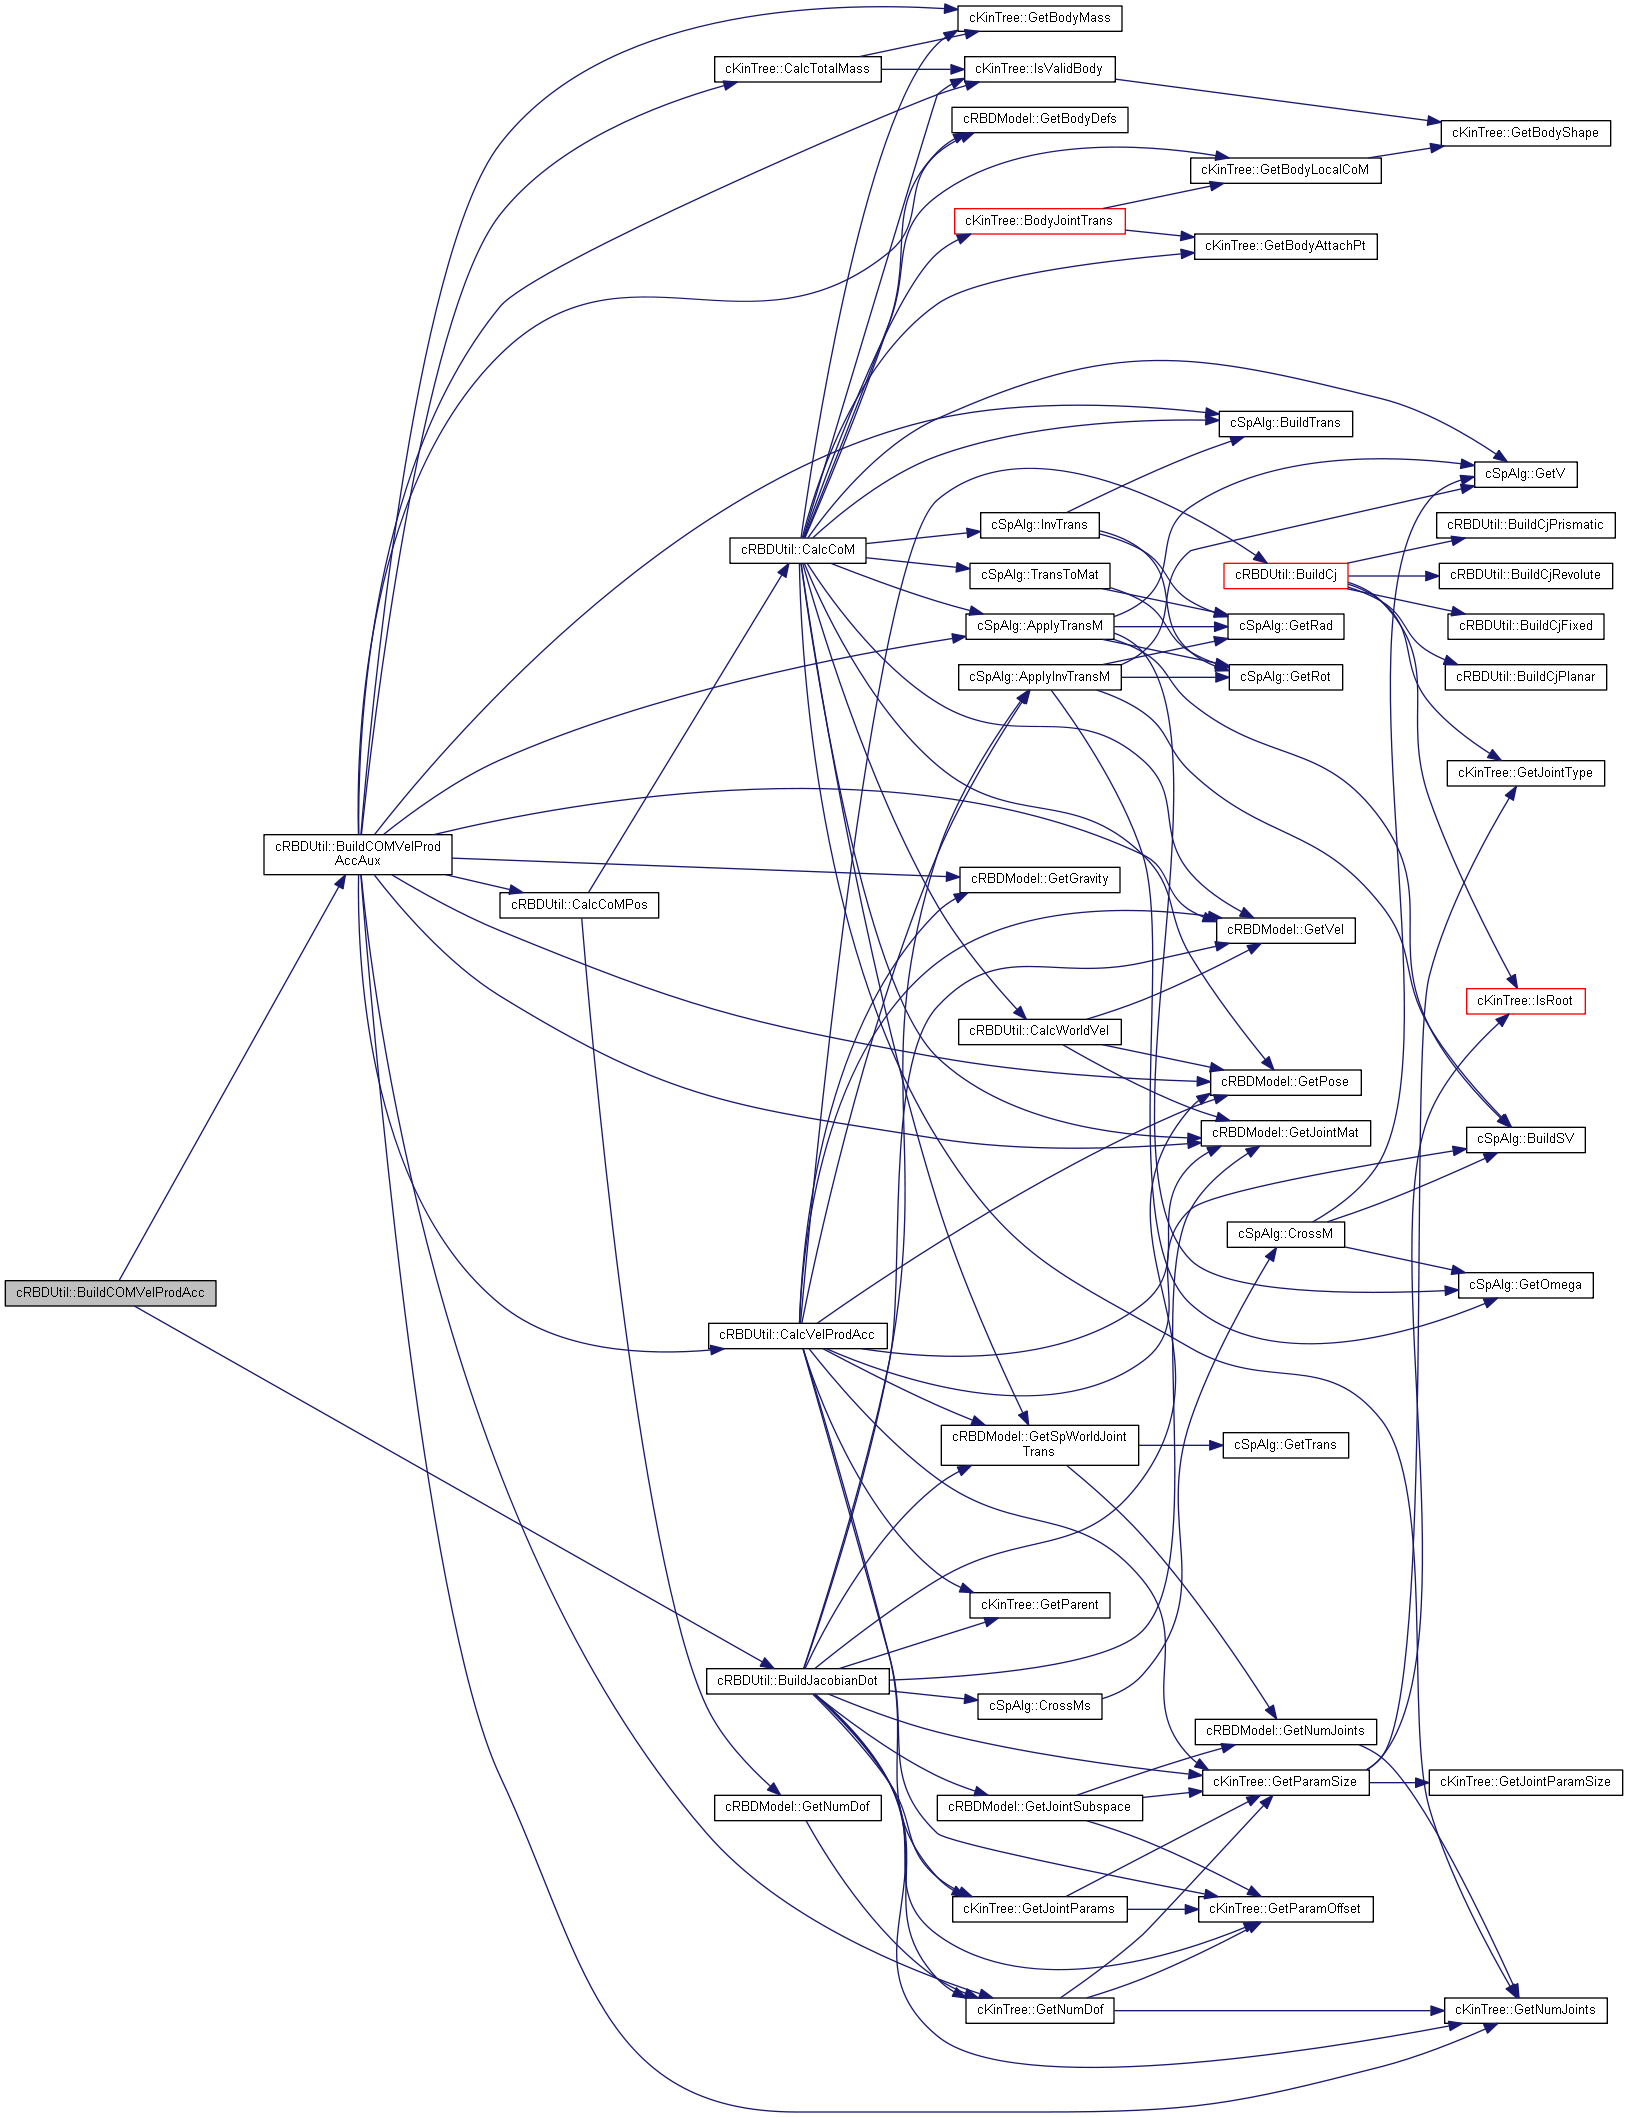 cKinTree::GetBodyMass
cKinTree::CalcTotalMass
cKinTree::IsValidBody
cRBDModel::GetBodyDefs
cKinTree::GetBodyShape
cKinTree::GetBodyLocalCoM
cKinTree::BodyJointTrans
cKinTree::GetBodyAttachPt
cSpAlg::BuildTrans
cSpAlg::GetV
cSpAlg::InvTrans
cRBDUtil::BuildCjPrismatic
cRBDUtil::CalcCoM
cSpAlg::TransToMat
cRBDUtil::BuildCj
cRBDUtil::BuildCjRevolute
cSpAlg::ApplyTransM
cSpAlg::GetRad
cRBDUtil::BuildCjFixed
cSpAlg::ApplyInvTransM
cSpAlg::GetRot
cRBDUtil::BuildCjPlanar
cKinTree::GetJointType
cRBDUtil::BuildCOMVelProd
AccAux
cRBDModel::GetGravity
cRBDUtil::CalcCoMPos
cRBDModel::GetVel
cKinTree::IsRoot
cRBDUtil::CalcWorldVel
cRBDModel::GetPose
cRBDModel::GetJointMat
cSpAlg::BuildSV
cSpAlg::CrossM
cSpAlg::GetOmega
cRBDUtil::BuildCOMVelProdAcc
cRBDUtil::CalcVelProdAcc
cRBDModel::GetSpWorldJoint
Trans
cSpAlg::GetTrans
cKinTree::GetParent
cRBDUtil::BuildJacobianDot
cSpAlg::CrossMs
cRBDModel::GetNumJoints
cKinTree::GetParamSize
cKinTree::GetJointParamSize
cRBDModel::GetNumDof
cRBDModel::GetJointSubspace
cKinTree::GetJointParams
cKinTree::GetParamOffset
cKinTree::GetNumDof
cKinTree::GetNumJoints